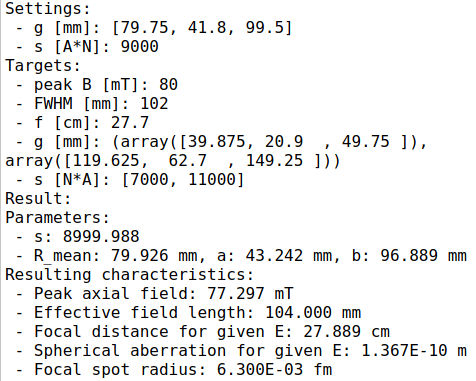 Settings:
- g [mm]: [79.75, 41.8, 99.5]
- s [A*N]: 9000
Targets:
- peak B [mT]: 80
- FWHM [mm]: 102
- f [cm]: 27.7
- g [mm]: (array([39.875, 20.9  , 49.75 ]),
array([119.625,  62.7  , 149.25 ]))
- s [N*A]: [7000, 11000]
Result:
Parameters:
- s: 8999.988
- R_mean: 79.926 mm, a: 43.242 mm, b: 96.889 mm
Resulting characteristics:
- Peak axial field: 77.297 mT
- Effective field length: 104.000 mm
- Focal distance for given E: 27.889 cm
- Spherical aberration for given E: 1.367E-10 m
- Focal spot radius: 6.300E-03 fm